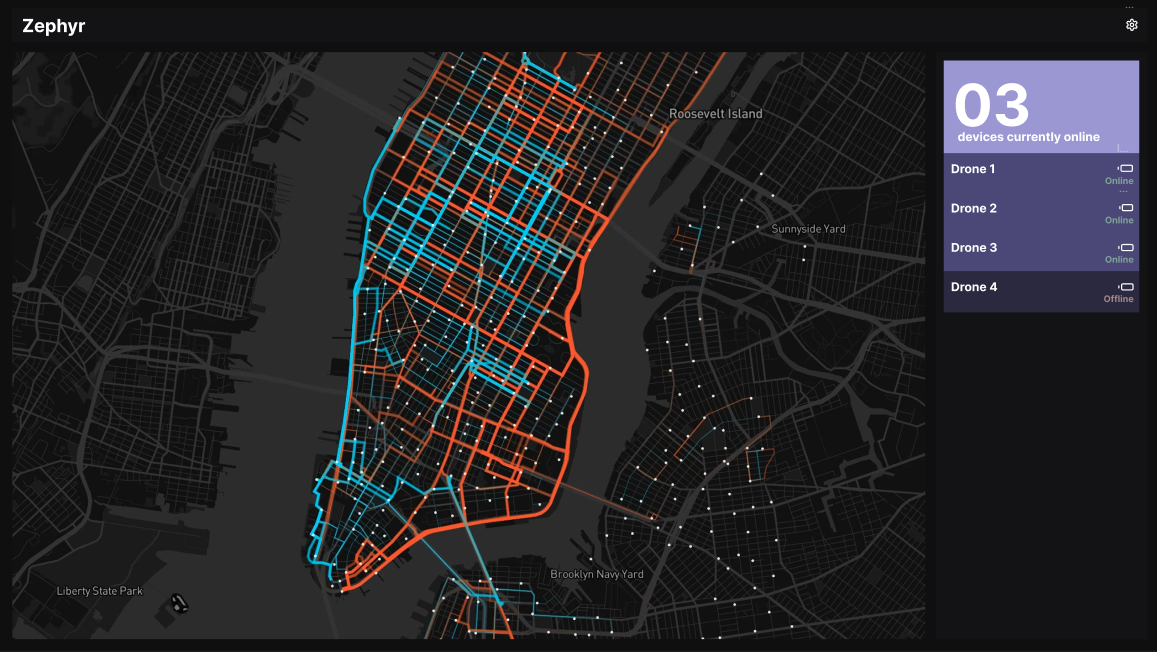 Zephyr
Roosevelt Island
Sunnyside Yard
Brooklyn Navy Yard
Liberty State Park
03
devices currently online
Drone 1
Online
Drone 2
Online
Drone 3
Online
Drone 4
Offline